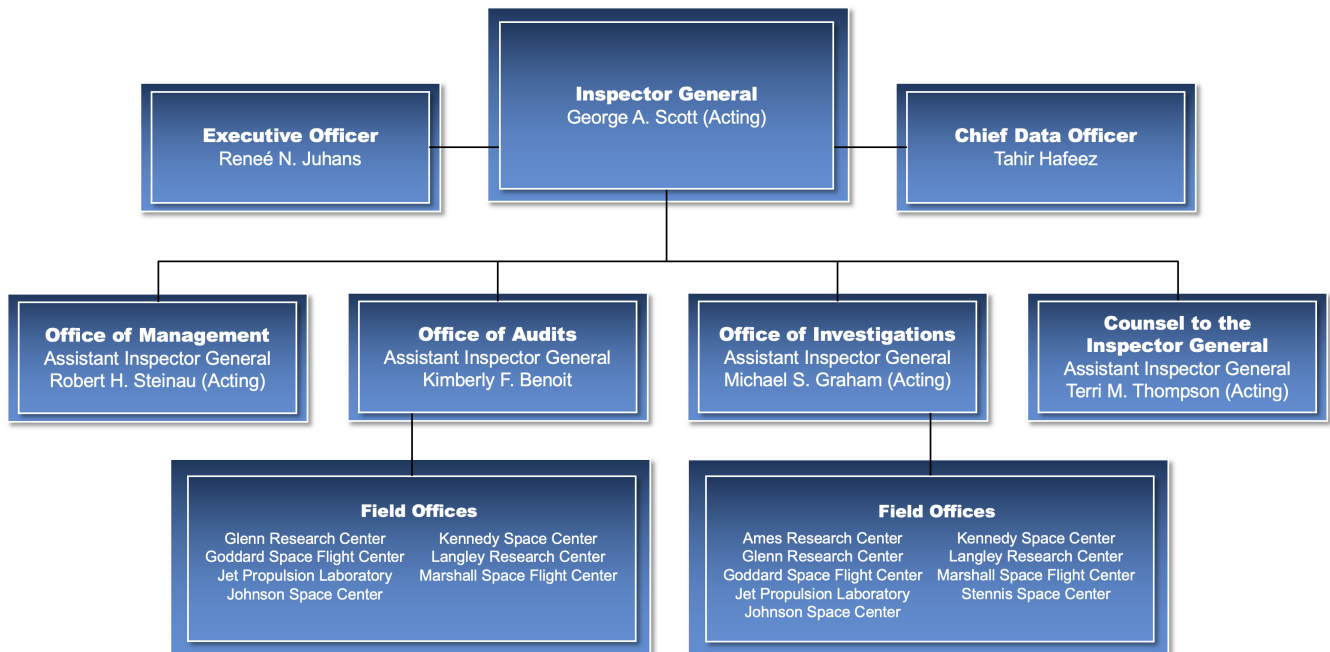 Inspector General
George A. Scott (Acting)
Executive Officer
Reneé N. Juhans
Chief Data Officer
Tahir Hafeez
Office of Management
Assistant Inspector General
Robert H. Steinau (Acting)
Office of Audits
Assistant Inspector General
Kimberly F. Benoit
Office of Investigations
Assistant Inspector General
Michael S. Graham (Acting)
Counsel to the
Inspector General
Assistant Inspector General
Terri M. Thompson (Acting)
Field Offices
Glenn Research Center
Goddard Space Flight Center
Jet Propulsion Laboratory
Johnson Space Center
Kennedy Space Center
Langley Research Center
Marshall Space Flight Center
Field Offices
Ames Research Center
Glenn Research Center
Goddard Space Flight Center
Jet Propulsion Laboratory
Johnson Space Center
Kennedy Space Center
Langley Research Center
Marshall Space Flight Center
Stennis Space Center